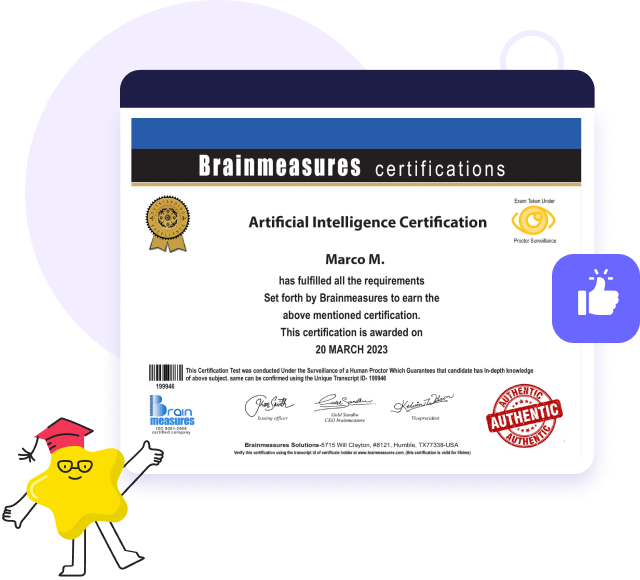 Brainmeasures certifications
Exam Taken Under
Artificial Intelligence Certification
Proctor Surveillance
Marco M.
has fulfilled all the requirements
Set forth by Brainmeasures to earn the
above mentioned certification.
This certification is awarded on
20 MARCH 2023
This Certification Test was conducted Under the Surveillance of a Human Proctor Which Guarantees that candidate has in-depth knowledge
of above subject. same can be confirmed using the Unique Transcript ID- 199946
199946
Brain
measures
ISO 9001-2008
certified company
Issuing officer
Gold Sandhu
CEO brainmeasure
Vicepresident
AUTHENTIC
AUTHENTIC
AUTHENTIC
Brainmeasures Solutions-5715 Will Clayton, #8121, Humble, TX77338-USA
Verify this certification using the transcript id of certificate holder at www.brainmeasures.com. (this certification is valid for lifetime)